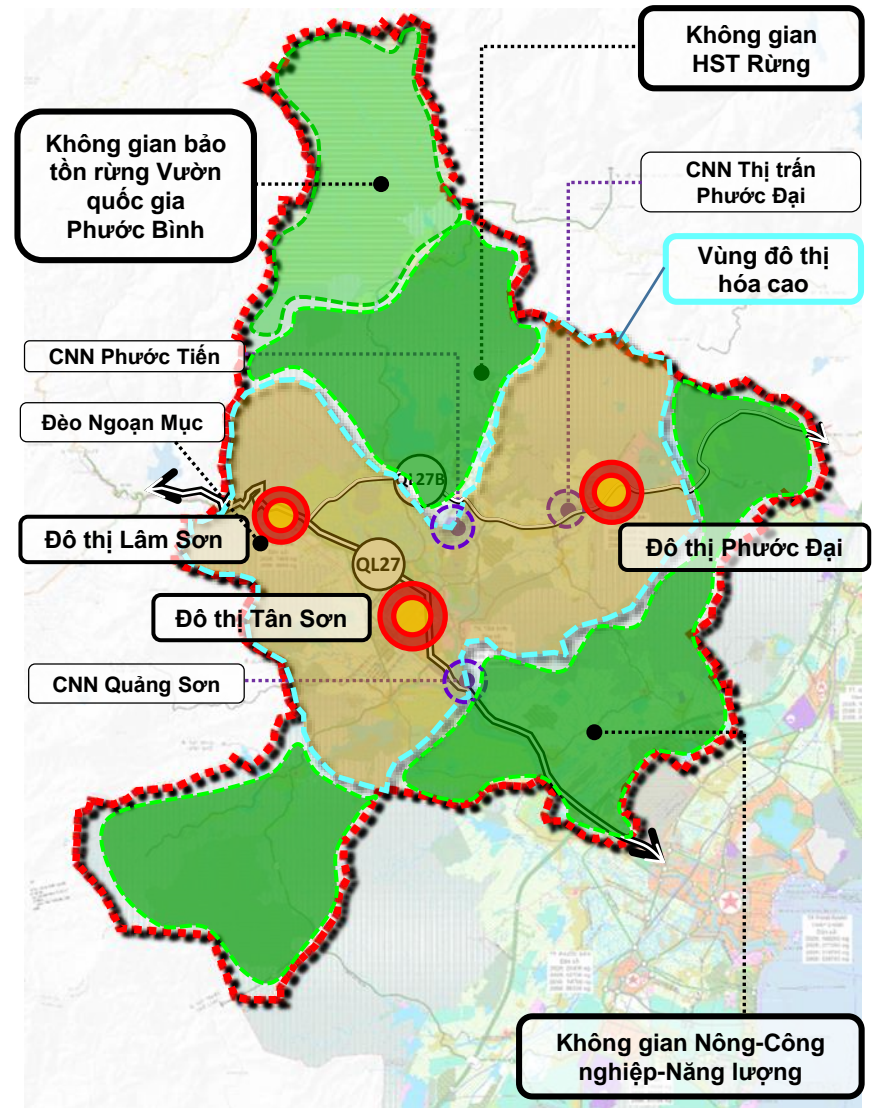 Không gian
HST Rừng
Không gian bảo
tồn rừng Vườn
quốc gia
Phước Bình
CNN Thị trấn
Phước Đại
Vùng đô thị
hóa cao
CNN Phước Tiến
Đèo Ngoạn Mục
QL27B
Đô thị Lâm Sơn
Đô thị Phước Đại
QL27
Đô thị Tân Sơn
CNN Quảng Sơn
Không gian Nông-Công
nghiệp-Năng lượng